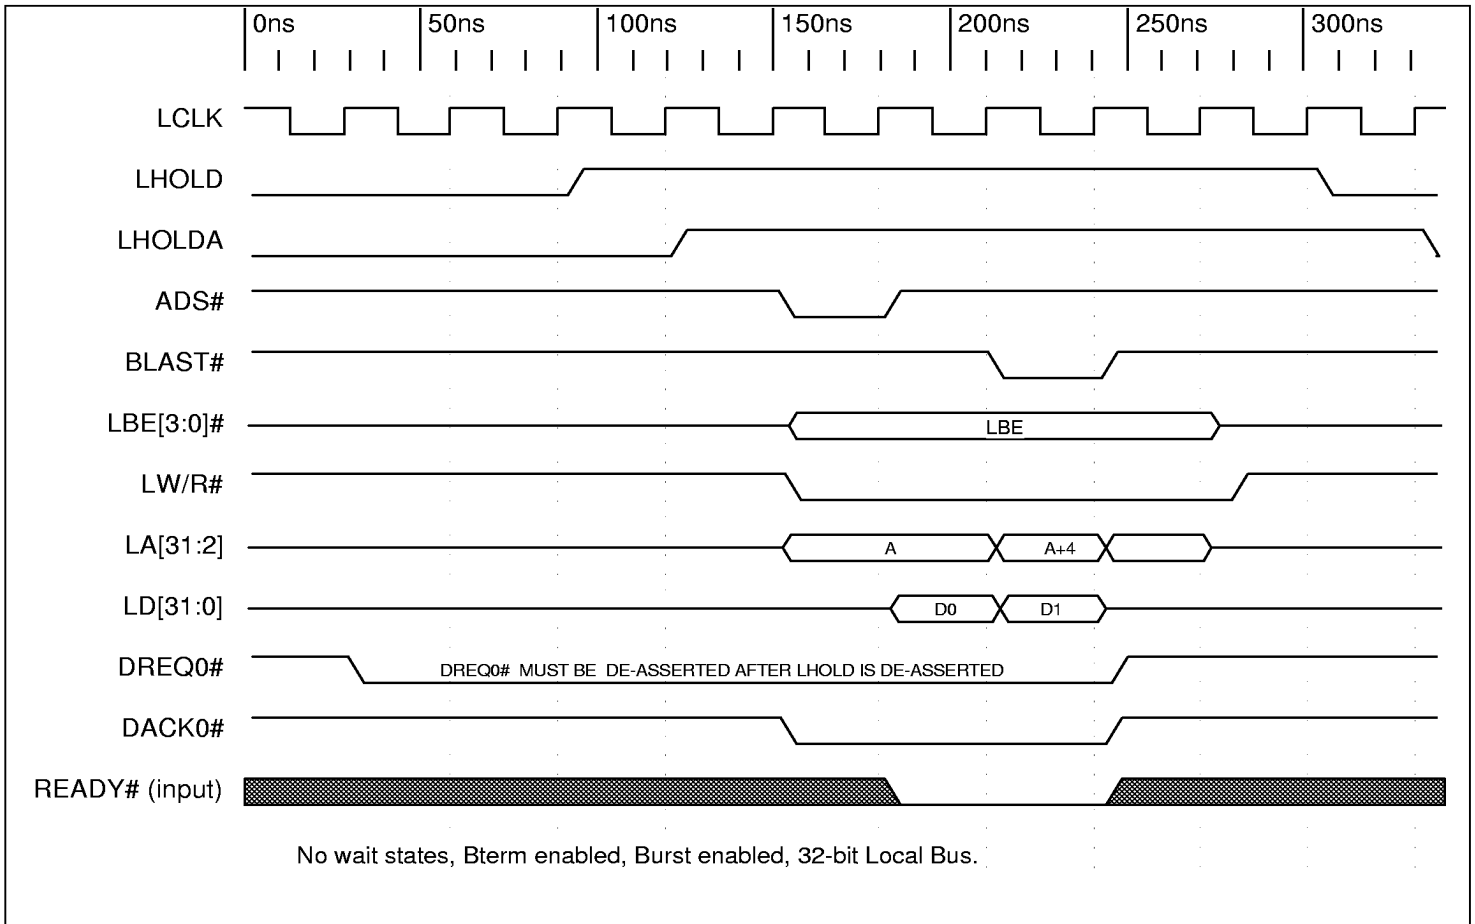 0ns 50ns 100ns 150ns 200ns 250ns 300ns
LCLK
LHOLD
LHOLDA
ADS#
BLAST#
LBE[3:0]# LBE
LW/R#
LA[31:2] A A+4
LD[31:0] D0 D1
DREQ0# DREQ0# MUST BE DE-ASSERTED AFTER LHOLD IS DE-ASSERTED
DACK0#
READY# (input)
No wait states, Bterm enabled, Burst enabled, 32-bit Local Bus.